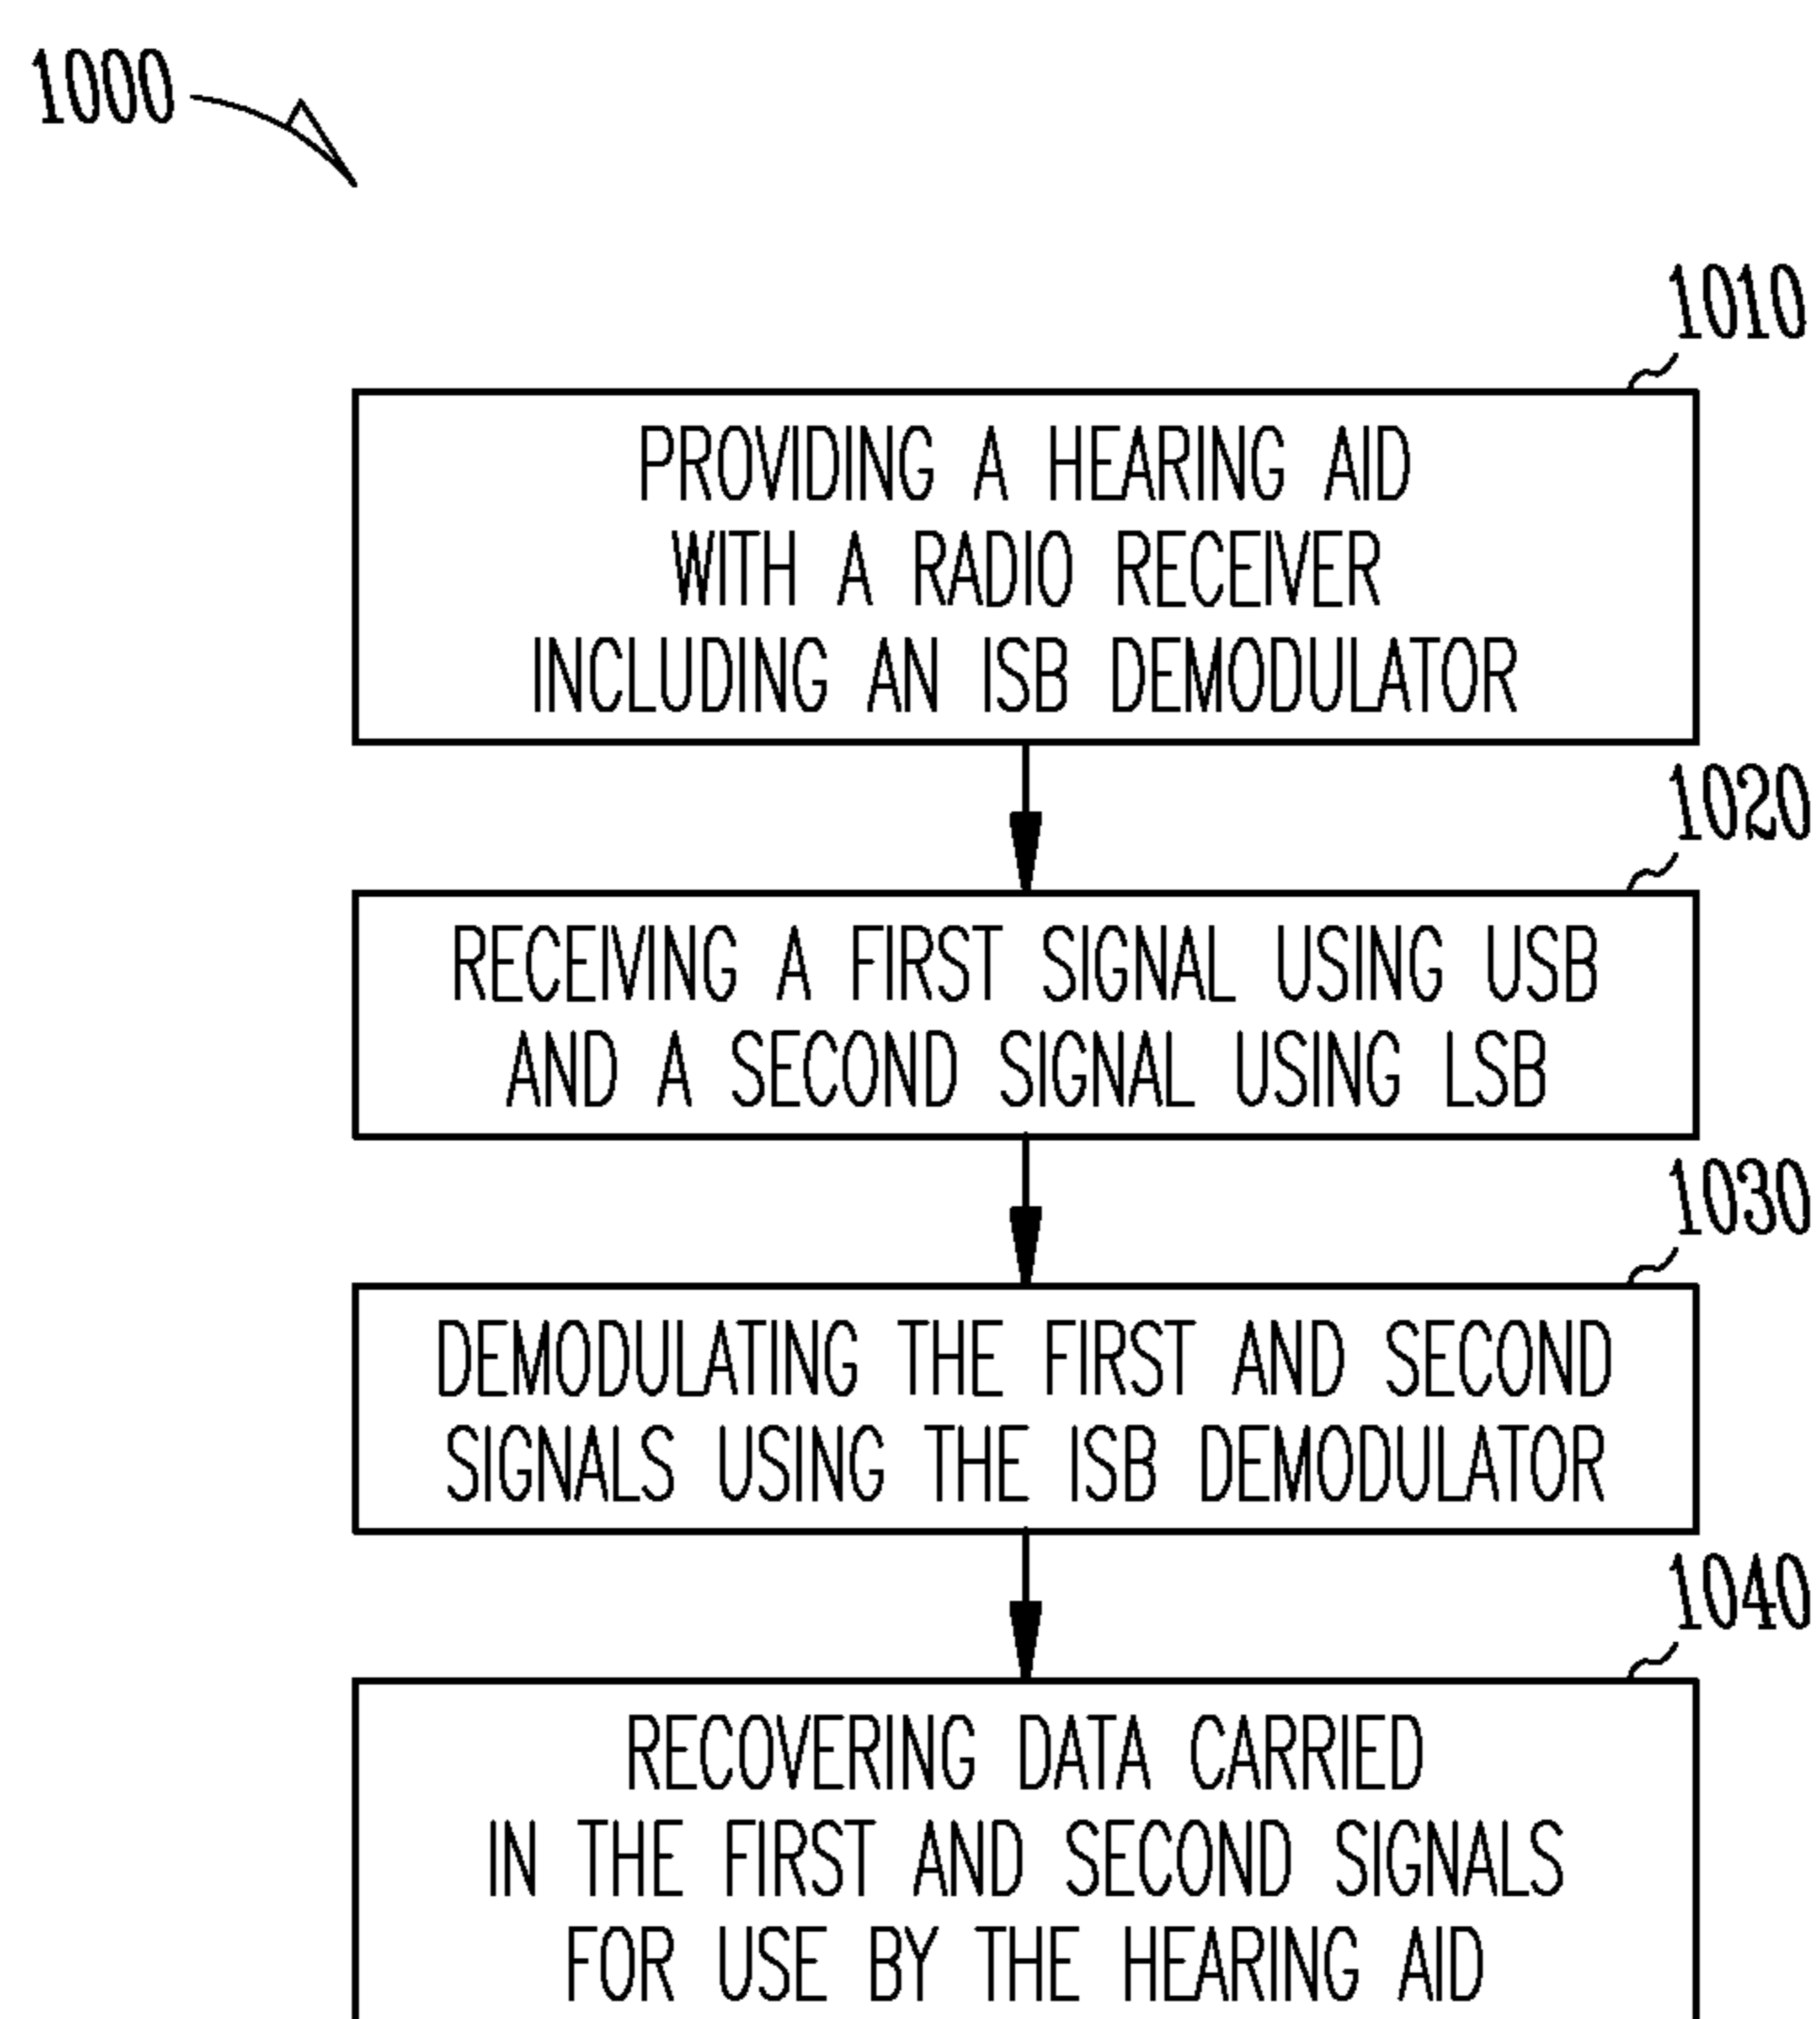 1000
1010
PROVIDING A HEARING AID
WITH A RADIO RECEIVER
INCLUDING AN ISB DEMODULATOR
1020
RECEIVING A FIRST SIGNAL USING USB
AND A SECOND SIGNAL USING LSB
1030
DEMODULATING THE FIRST AND SECOND
SIGNALS USING THE ISB DEMODULATOR
1040
RECOVERING DATA CARRIED
IN THE FIRST AND SECOND SIGNALS
FOR USE BY THE HEARING AID